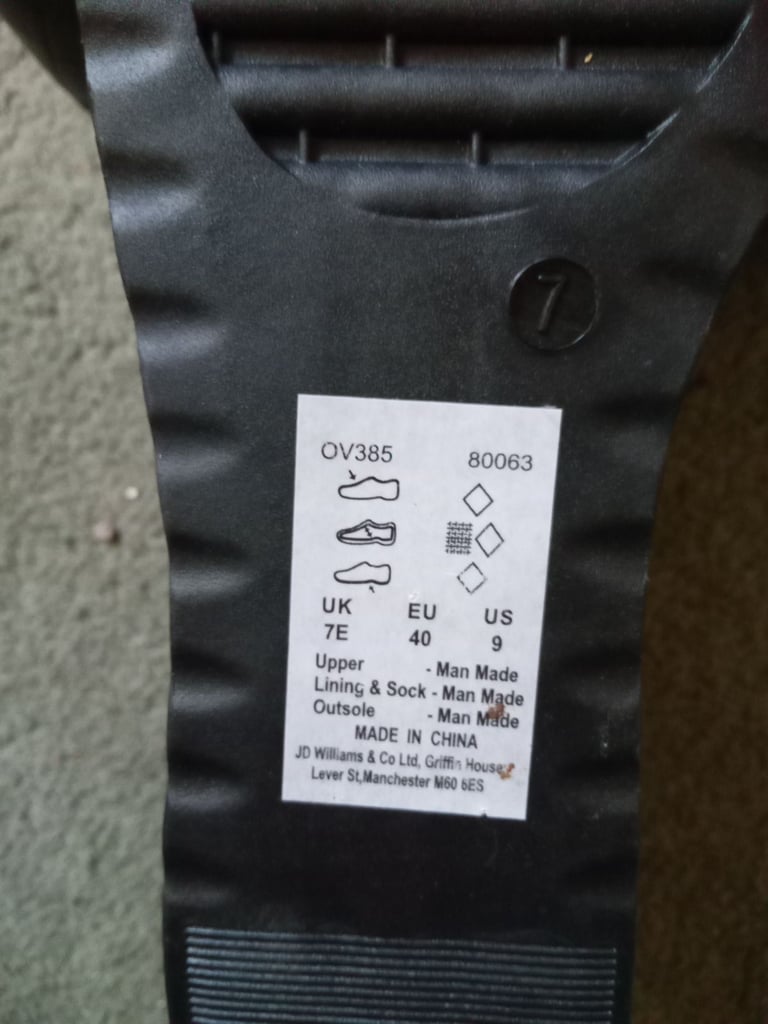 7
OV385 80063
UK EU US
7E 40 9
Upper - Man Made
Lining & Sock - Man Made
Outsole - Man Made
MADE IN CHINA
JD Williams & Co Ltd, Griffin House,
Lever St,Manchester M60 6ES